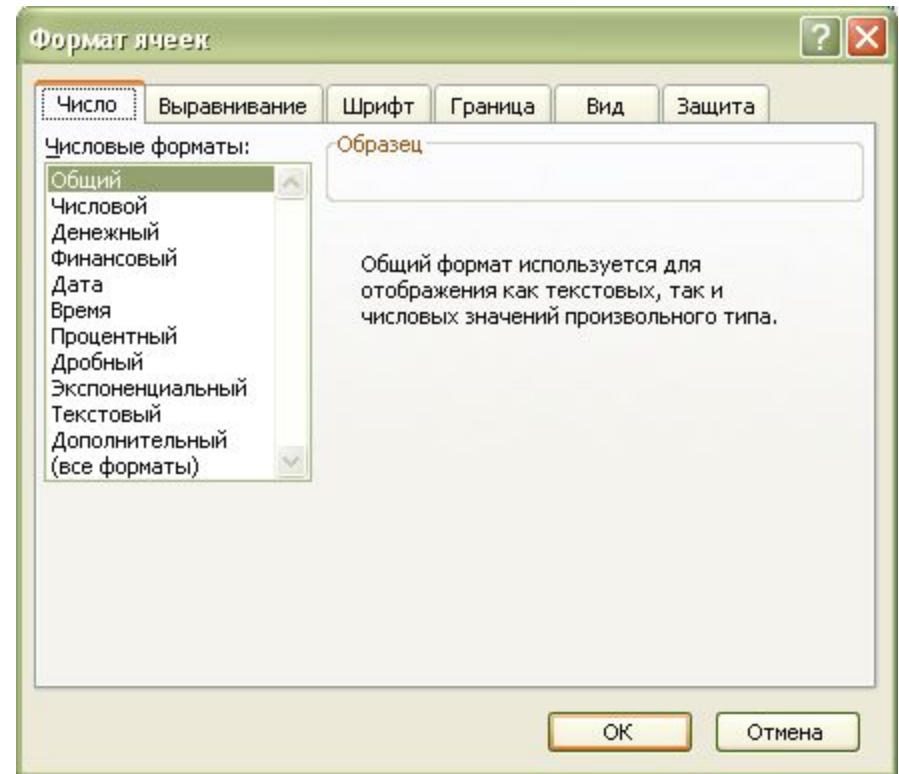 Формат ячеек
Число Выравнивание Шрифт Граница Вид Защита
Числовые форматы:
Образец
Общий
Числовой
Денежный
Финансовый
Дата
Время
Процентный
Дробный
Экспоненциальный
Текстовый
Дополнительный
(все форматы)
Общий формат используется для
отображения как текстовых, так и
числовых значений произвольного типа.
ОК Отмена